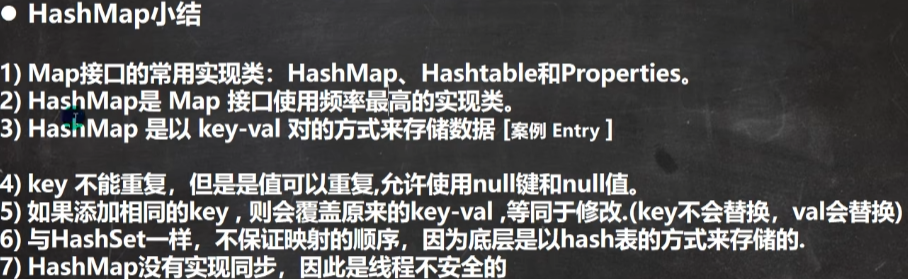 ● HashMap小结
1) Map接口的常用实现类：HashMap、Hashtable和Properties。
2) HashMap是 Map 接口使用频率最高的实现类。
3) HashMap 是以 key-val 对的方式来存储数据 [案例 Entry ]
4) key 不能重复，但是是值可以重复,允许使用null键和null值。
5) 如果添加相同的key , 则会覆盖原来的key-val ,等同于修改.(key不会替换，val会替换)
6) 与HashSet一样，不保证映射的顺序，因为底层是以hash表的方式来存储的.
7) HashMap没有实现同步，因此是线程不安全的